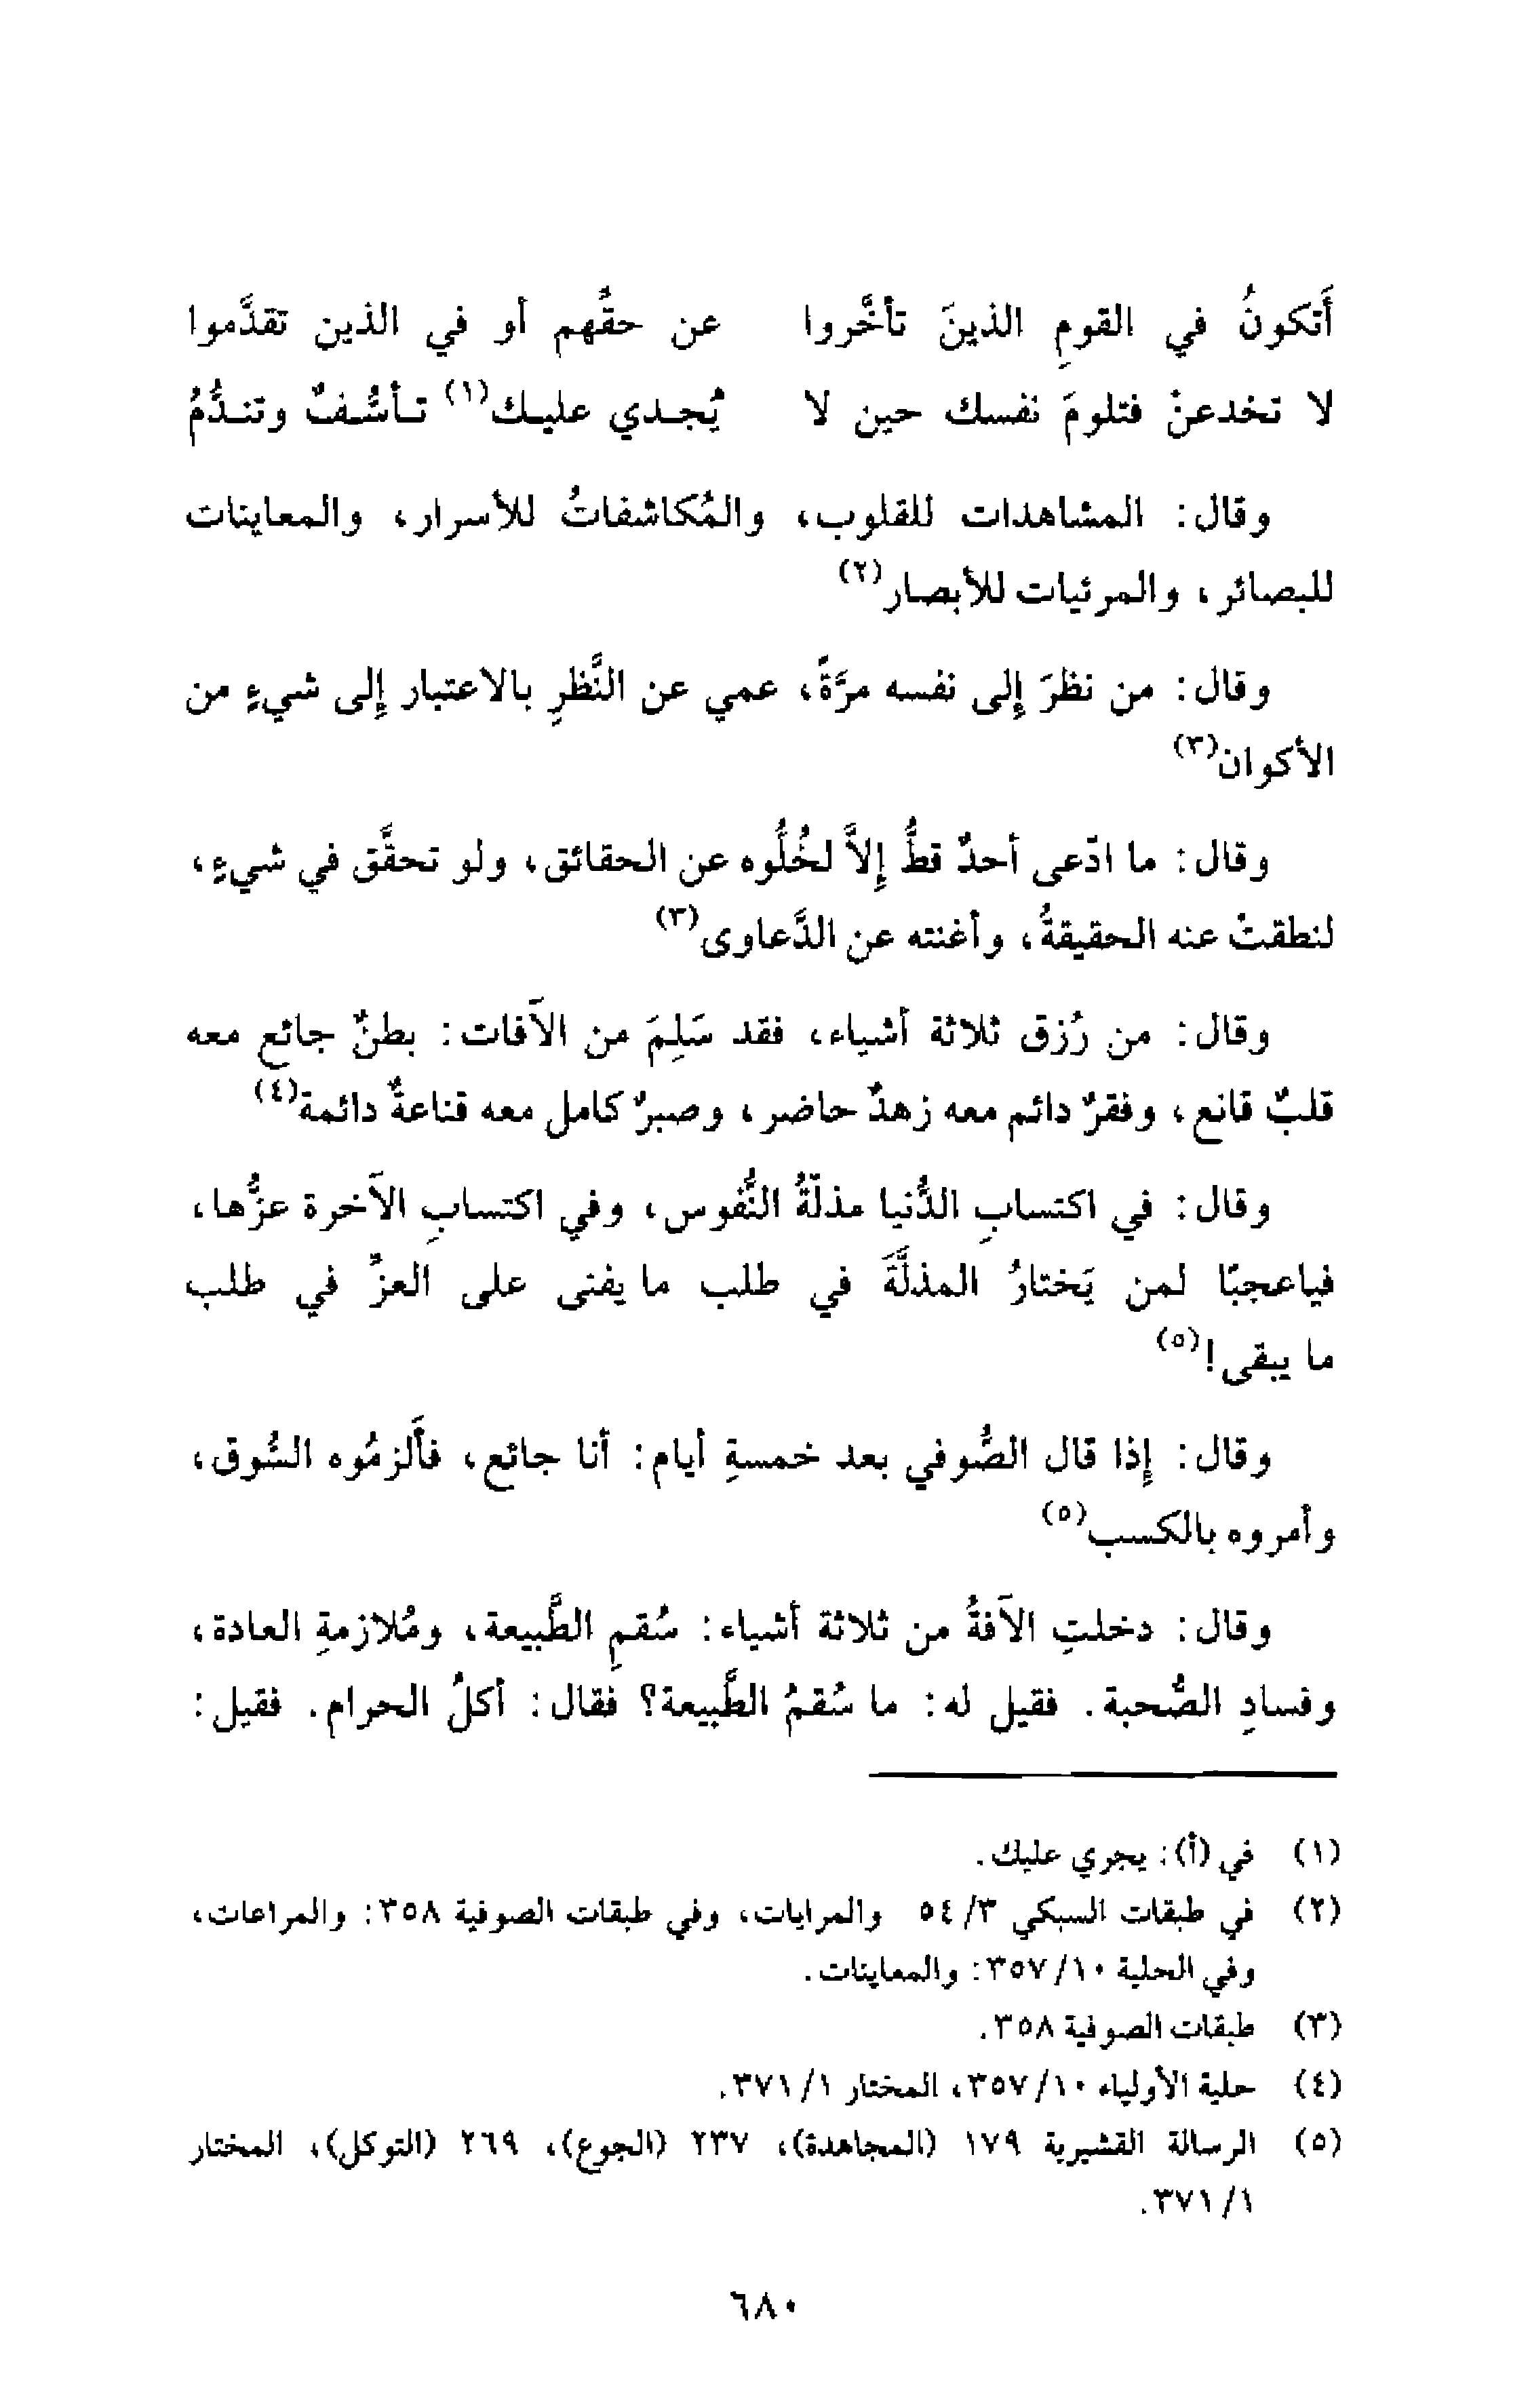 أَتكونُ في القومِ الذينَ تأخَّروا عن حقِّهم أو في الذين تقدَّموا
لا تخدعنْ فتلومَ نفسك حين لا يُجدي عليك(١) تأسُّفٌ وتندُّمُ
وقال: المشاهدات للقلوب، والمُكاشفاتُ للأسرار، والمعاينات
للبصائر، والمرئيات للأبصار(٢)
وقال: من نظرَ إلى نفسه مرَّةً، عمي عن النَّظرِ بالاعتبار إلى شيءٍ من
الأكوان(٣)
وقال: ما ادّعى أحدٌ قطُّ إلاَّ لخُلُّوه عن الحقائق، ولو تحقَّق في شيءٍ،
لنطقتْ عنه الحقيقةُ، وأغنته عن الدَّعاوى(٣)
وقال: من رُزق ثلاثة أشياء، فقد سَلِمَ من الآفات: بطنٌ جائع معه
قلبٌ قانع، وفقرٌ دائم معه زهدٌ حاضر، وصبرٌ كامل معه قناعةٌ دائمة(٤)
وقال: في اكتسابِ الدُّنيا مذلّةُ النُّفوس، وفي اكتسابِ الآخرة عزُّها،
فياعجبًا لمن يَختارُ المذلَّةَ في طلب ما يفنى على العزِّ في طلب
ما يبقى!(٥)
وقال: إذا قال الصُّوفي بعد خمسةِ أيام: أنا جائع، فألزمُوه السُّوق،
وأمروه بالكسب(٥)
وقال: دخلتِ الآفةُ من ثلاثة أشياء: سُقمِ الطَّبيعة، ومُلازمةِ العادة،
وفسادِ الصُّحبة. فقيل له: ما سُقمُ الطَّبيعة؟ فقال: أكلُ الحرام. فقيل:
(١) في (أ): يجري عليك.
(٢) في طبقات السبكي ٣/ ٥٤ والمرايات، وفي طبقات الصوفية ٣٥٨: والمراعات،
وفي الحلية ١٠/ ٣٥٧: والمعاينات.
(٣) طبقات الصوفية ٣٥٨.
(٤) حلية الأولياء ١٠/ ٣٥٧، المختار ١/ ٣٧١.
(٥) الرسالة القشيرية ١٧٩ (المجاهدة)، ٢٣٧ (الجوع)، ٢٦٩ (التوكل)، المختار
١/ ٣٧١.
٦٨٠